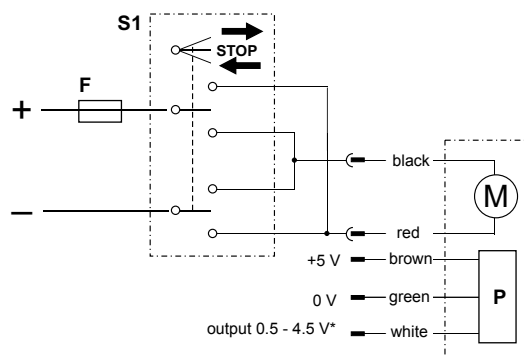 S1
STOP
F
+
–
black
M
red
+5 V
brown
0 V
green
P
output 0.5 - 4.5 V*
white